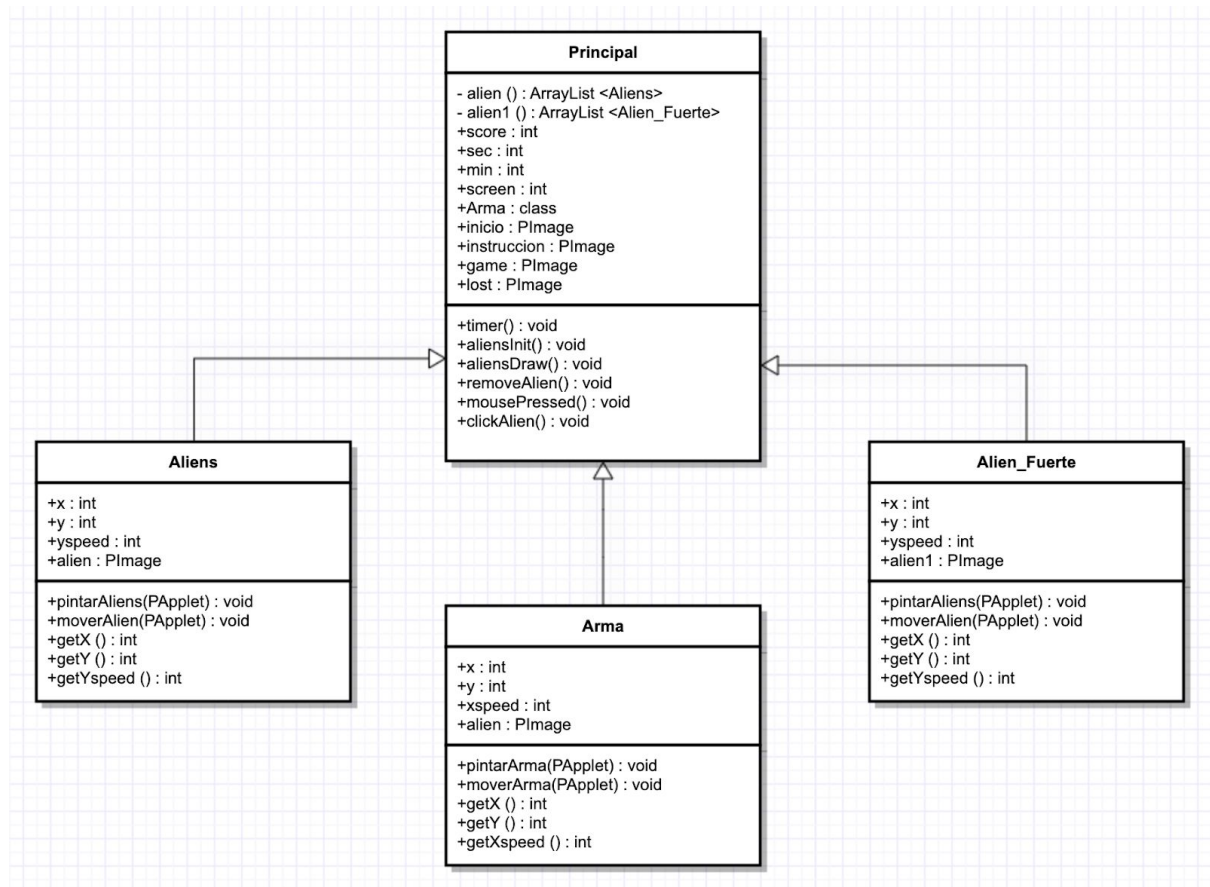 Principal
- alien () : ArrayList <Aliens>
- alien1 () : ArrayList <Alien_Fuerte>
+score : int
+sec : int
+min : int
+screen : int
+Arma : class
+inicio : PImage
+instruccion : PImage
+game : PImage
+lost : PImage
+timer() : void
+aliensInit() : void
+aliensDraw() : void
+removeAlien() : void
+mousePressed() : void
+clickAlien() : void
Aliens
+x : int
+y : int
+yspeed : int
+alien : PImage
+pintarAliens(PApplet) : void
+moverAlien(PApplet) : void
+getX () : int
+getY () : int
+getYspeed () : int
Arma
+x : int
+y : int
+xspeed : int
+alien : PImage
+pintarArma(PApplet) : void
+moverArma(PApplet) : void
+getX () : int
+getY () : int
+getXspeed () : int
Alien_Fuerte
+x : int
+y : int
+yspeed : int
+alien1 : PImage
+pintarAliens(PApplet) : void
+moverAlien(PApplet) : void
+getX () : int
+getY () : int
+getYspeed () : int